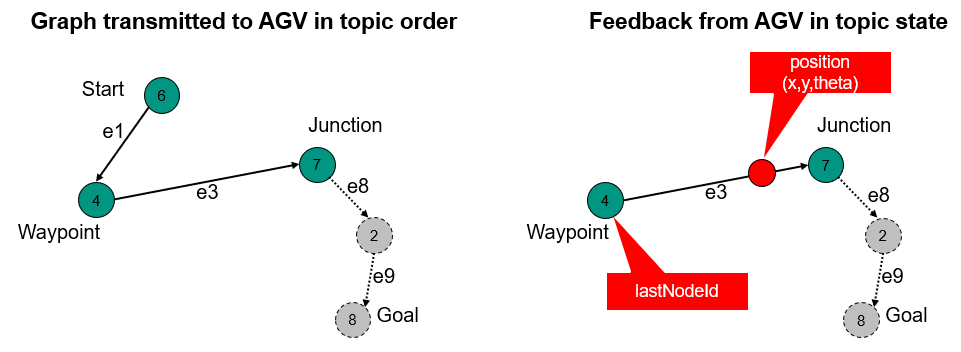 Graph transmitted to AGV in topic order
Start
6
e1
Junction
7
4
e3
e8
Waypoint
2
e9
8
Goal
Feedback from AGV in topic state
position
(x,y,theta)
Junction
7
4
e3
e8
Waypoint
2
lastNodeId
e9
8
Goal